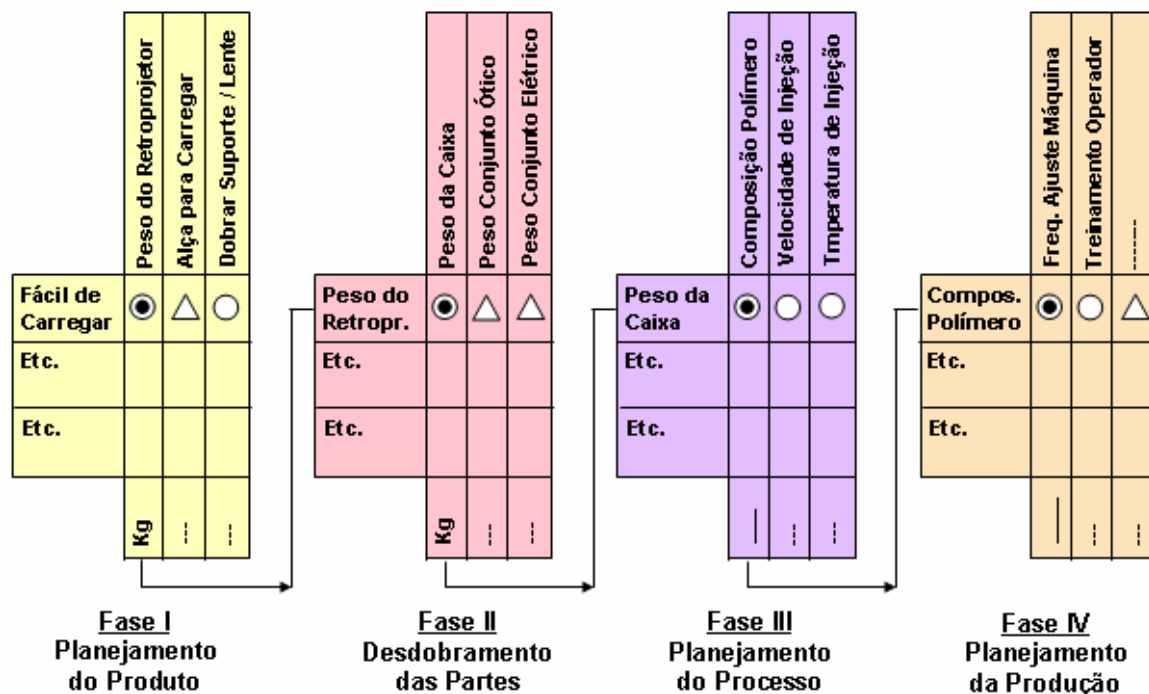 Peso do Retroprojetor
Alça para Carregar
Dobrar Suporte / Lente
Fácil de
Carregar
Etc.
Etc.
Kg
---
---
Fase I
Planejamento
do Produto
Peso da Caixa
Peso Conjunto Ótico
Peso Conjunto Elétrico
Peso do
Retropr.
Etc.
Etc.
Kg
---
---
Fase II
Desdobramento
das Partes
Composição Polímero
Velocidade de Injeção
Tmperatura de Injeção
Peso da
Caixa
Etc.
Etc.
---
---
Fase III
Planejamento
do Processo
Freq. Ajuste Máquina
Treinamento Operador
-------
Compos.
Polímero
Etc.
Etc.
---
---
Fase IV
Planejamento
da Produção